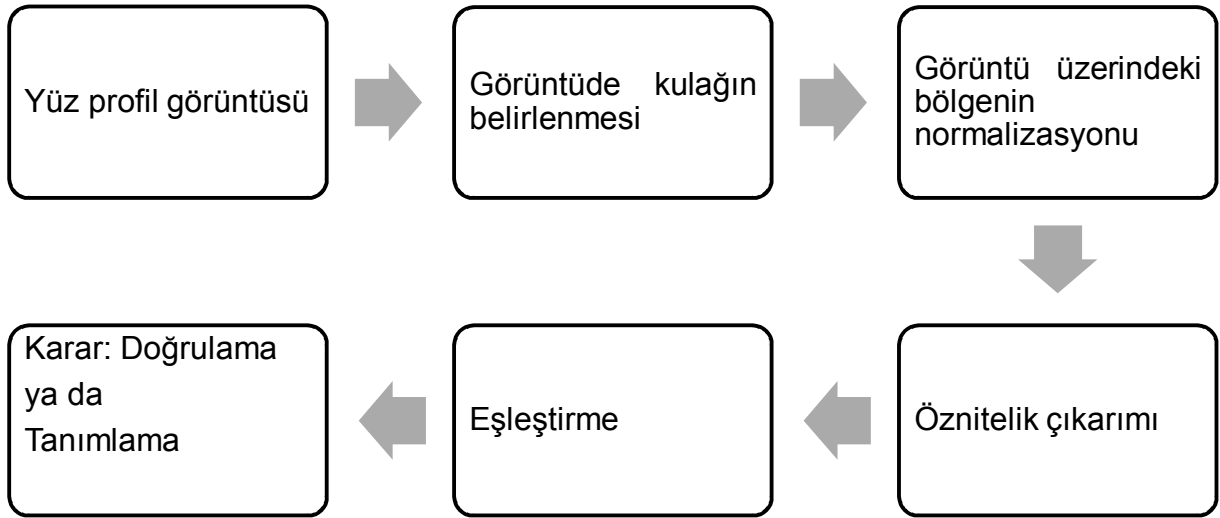 Yüz profil görüntüsü
Görüntüde kulağın
belirlenmesi
Görüntü üzerindeki
bölgenin
normalizasyonu
Öznitelik çıkarımı
Eşleştirme
Karar: Doğrulama
ya da
Tanımlama